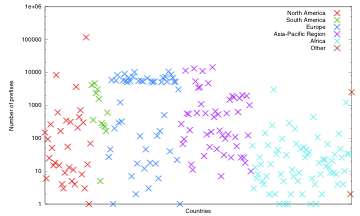 1e+06
North America
South America
Europe
Asia-Pacific Region
Africa
Other
100000
10000
1000
100
10
1
Number of prefixes
Countries